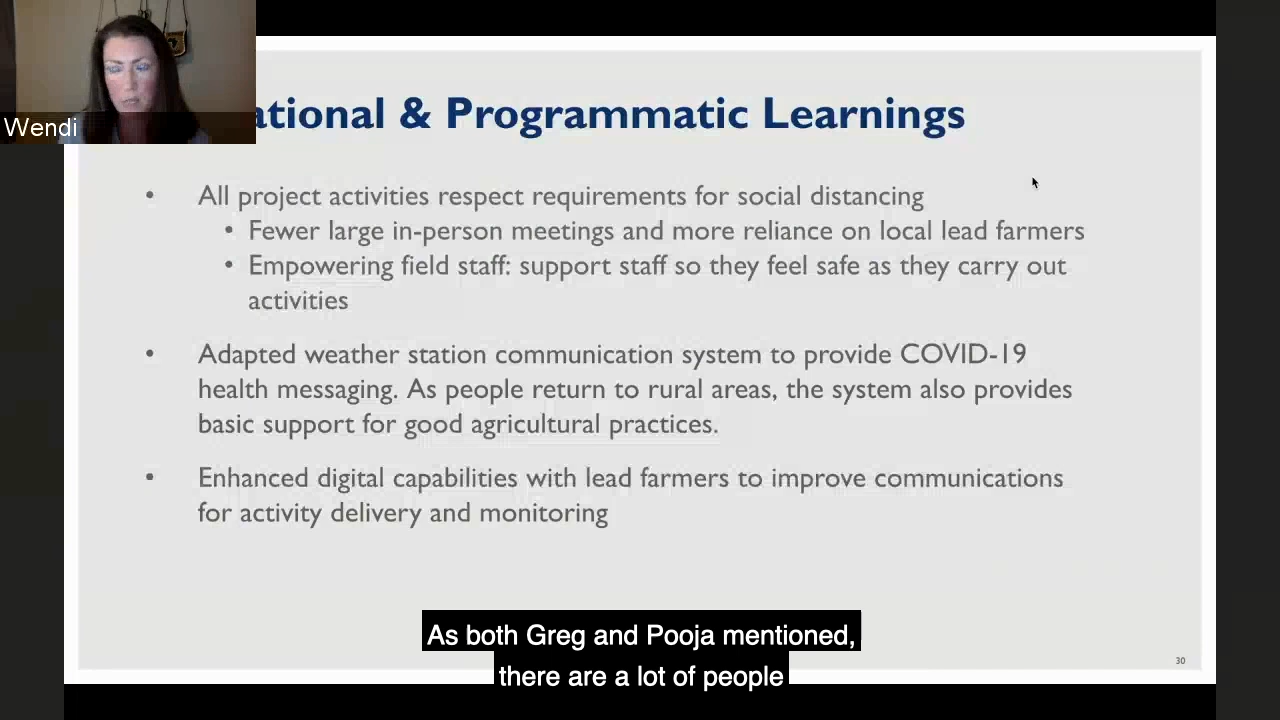 Wendi
ational & Programmatic Learnings
• All project activities respect requirements for social distancing
• Fewer large in-person meetings and more reliance on local lead farmers
• Empowering field staff: support staff so they feel safe as they carry out
activities
• Adapted weather station communication system to provide COVID-19
health messaging. As people return to rural areas, the system also provides
basic support for good agricultural practices.
• Enhanced digital capabilities with lead farmers to improve communications
for activity delivery and monitoring
As both Greg and Pooja mentioned,
there are a lot of people
30